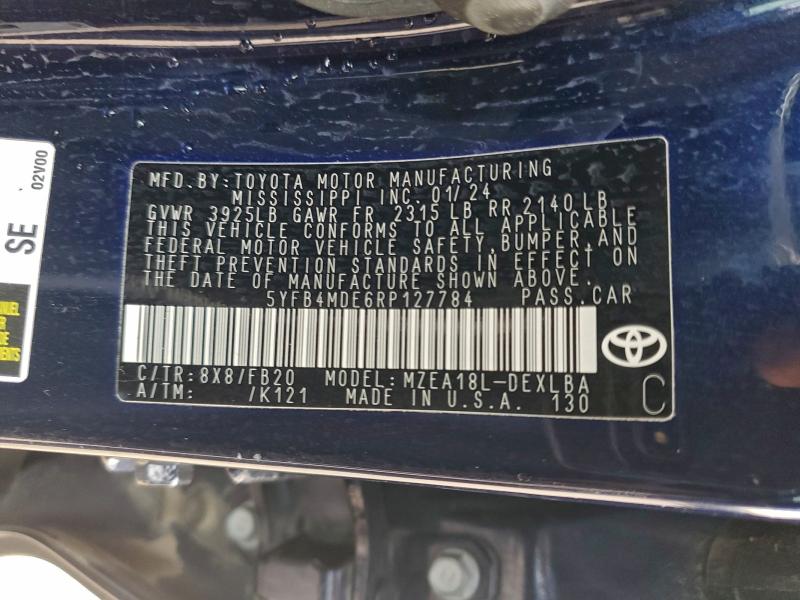 MFD.BY:TOYOTA MOTOR MANUFACTURING
MISSISSIPPI INC. 01/24
GVWR 3925LB GAWR FR 2315 LB RR 2140 LB
THIS VEHICLE CONFORMS TO ALL APPLICABLE
FEDERAL MOTOR VEHICLE SAFETY,BUMPER,AND
THEFT PREVENTION STANDARDS IN EFFECT ON
THE DATE OF MANUFACTURE SHOWN ABOVE.
5YFB4MDE6RP127784 PASS.CAR
C/TR:8X8/FB20 MODEL:MZEA18L-DEXLBA
A/TM: /K121 MADE IN U.S.A. 130
C
02V00
SE